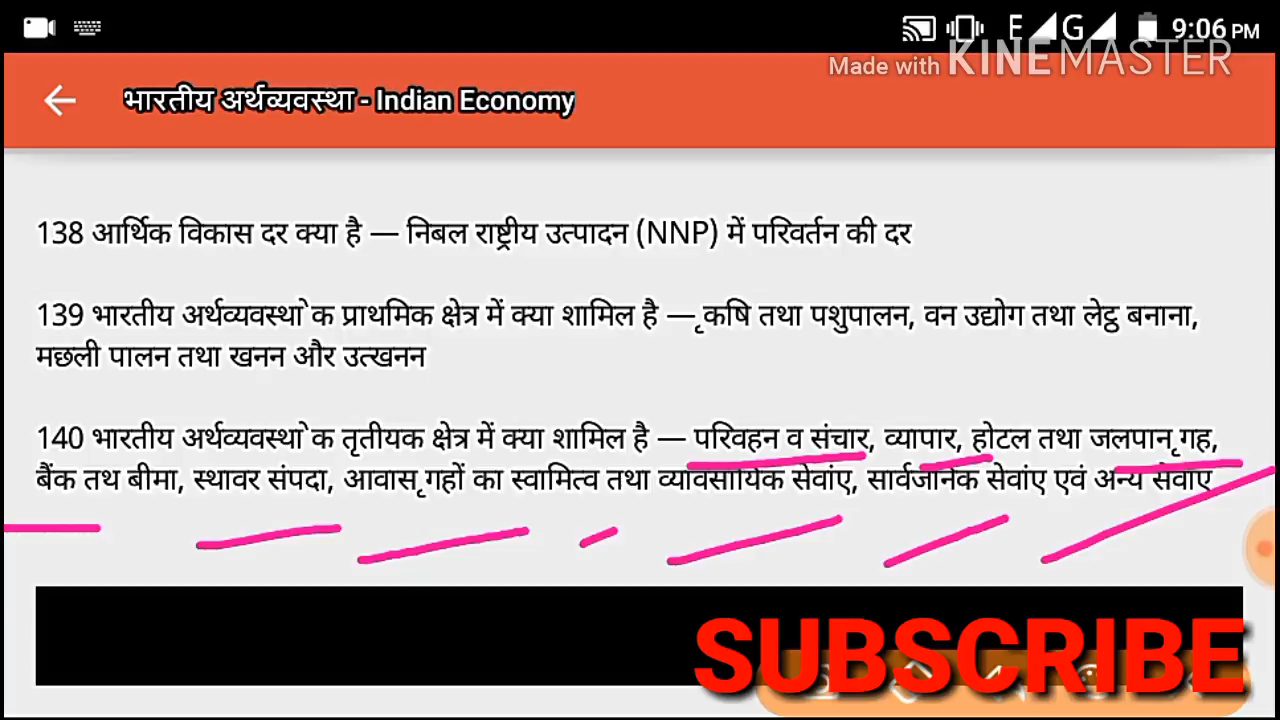 E G 9:06 PM
Made with KINEMASTER
भारतीय अर्थव्यवस्था - Indian Economy
138 आर्थिक विकास दर क्या है — निबल राष्ट्रीय उत्पादन (NNP) में परिवर्तन की दर
139 भारतीय अर्थव्यवस्था ेक प्राथमिक क्षेत्र में क्या शामिल है — ृकषि तथा पशुपालन, वन उद्योग तथा लेट्ठ बनाना,
मछली पालन तथा खनन और उत्खनन
140 भारतीय अर्थव्यवस्था ेक तृतीयक क्षेत्र में क्या शामिल है — परिवहन व संचार, व्यापार, होटल तथा जलपान ृगह,
बैंक तथ बीमा, स्थावर संपदा, आवास ृगहों का स्वामित्व तथा व्यावसायिक सेवांए, सार्वजनिक सेवांए एवं अन्य सेवाए
SUBSCRIBE